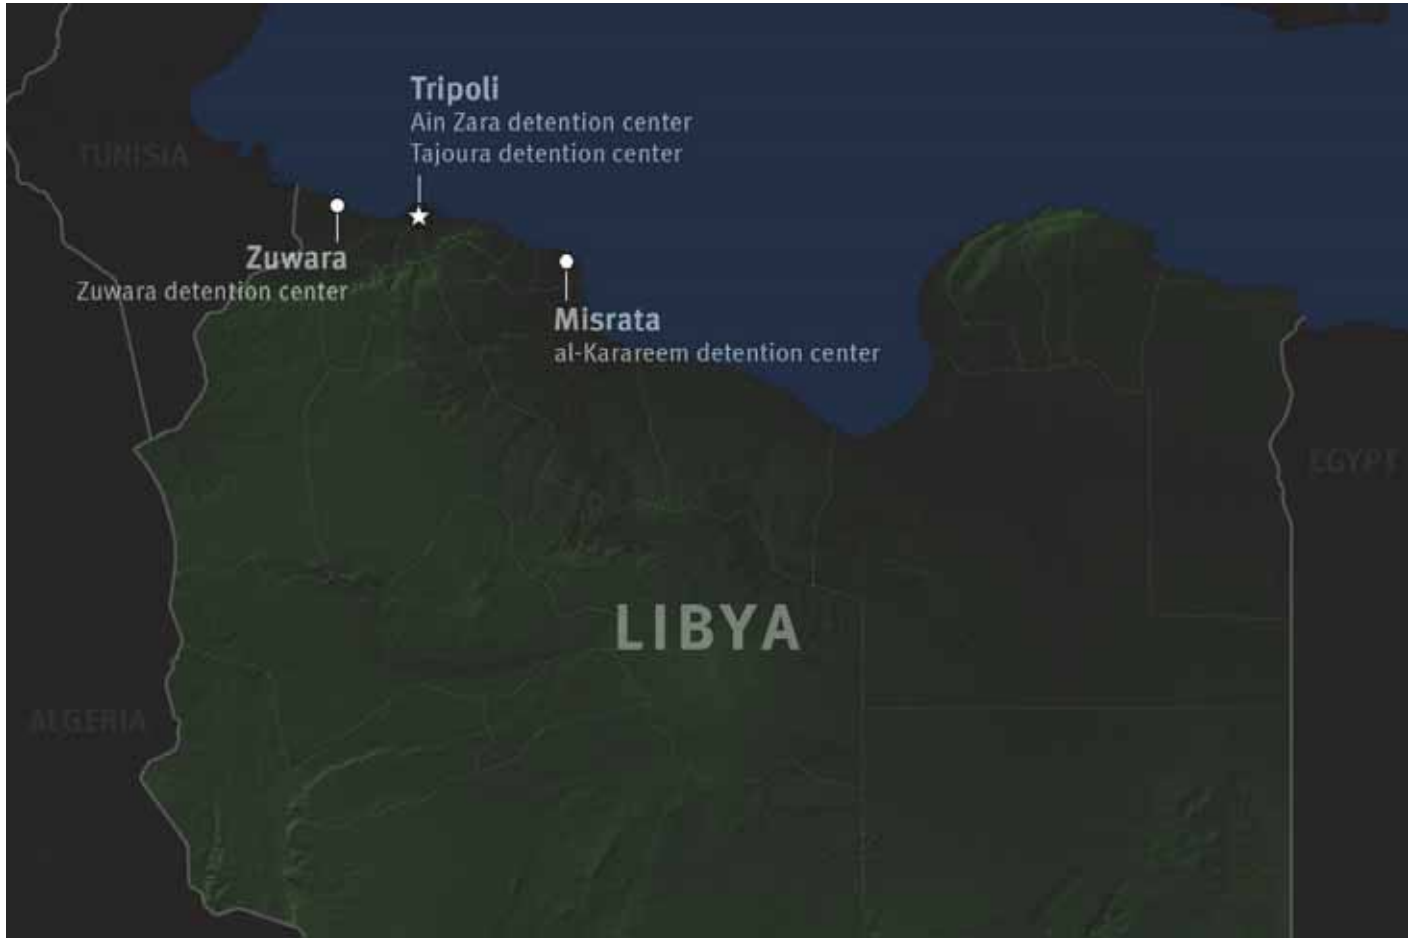 Tripoli
Ain Zara detention center
Tajoura detention center
TUNISIA
Zuwara
Zuwara detention center
Misrata
al-Karareem detention center
EGYPT
LIBYA
ALGERIA